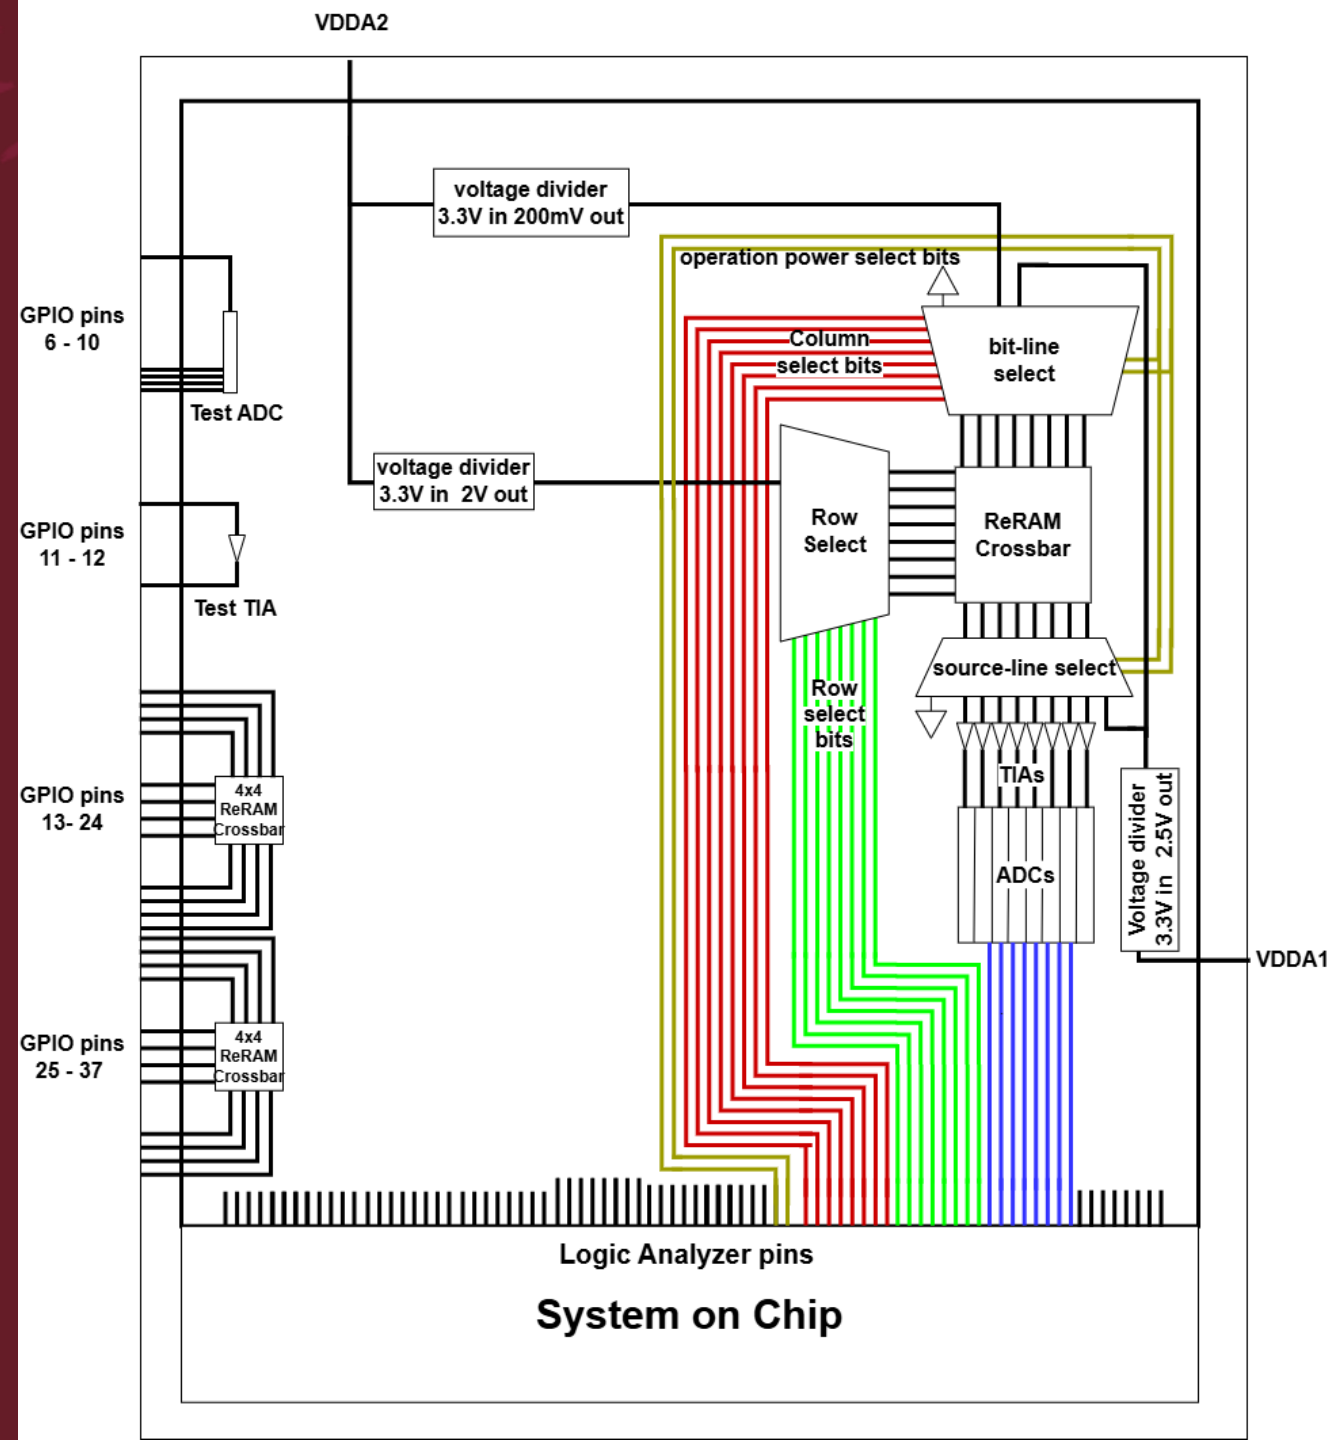 VDDA2
voltage divider
3.3V in 200mV out
operation power select bits
GPIO pins
6 - 10
Column
select bits
bit-line
select
Test ADC
voltage divider
3.3V in  2V out
Row
Select
ReRAM
Crossbar
GPIO pins
11 - 12
Test TIA
source-line select
Row
select
bits
TIAs
GPIO pins
13- 24
4x4
ReRAM
Crossbar
Voltage divider
3.3V in  2.5V out
ADCs
VDDA1
GPIO pins
25 - 37
4x4
ReRAM
Crossbar
Logic Analyzer pins
System on Chip